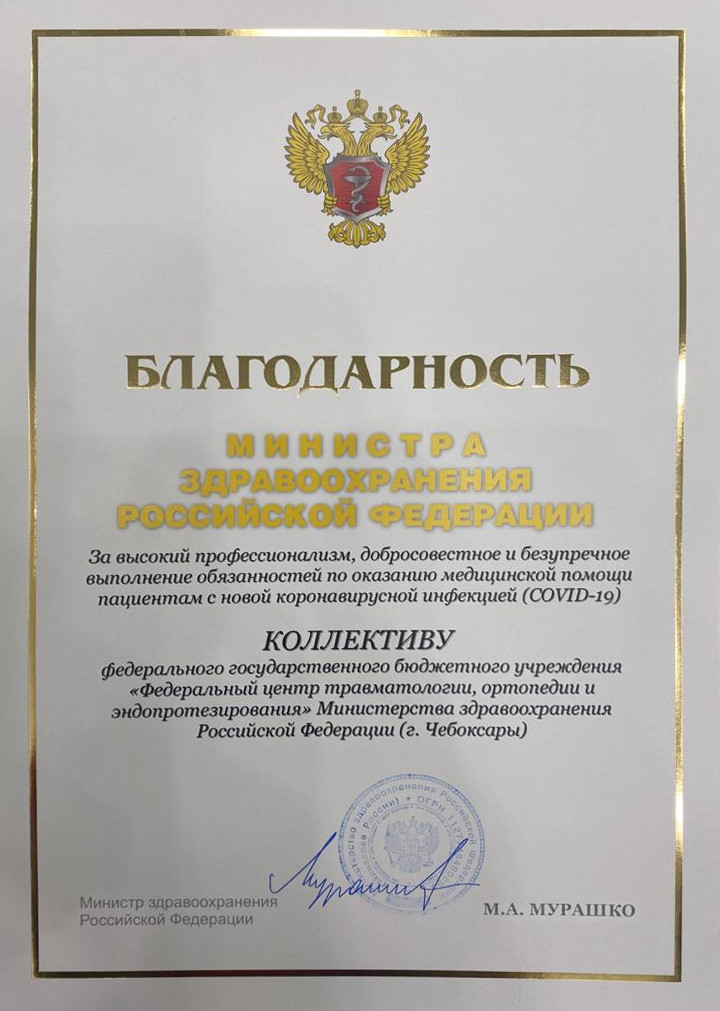 БЛАГОДАРНОСТЬ
МИНИСТРА
ЗДРАВООХРАНЕНИЯ
РОССИЙСКОЙ ФЕДЕРАЦИИ
За высокий профессионализм, добросовестное и безупречное
выполнение обязанностей по оказанию медицинской помощи
пациентам с новой коронавирусной инфекцией (COVID-19)
КОЛЛЕКТИВУ
федерального государственного бюджетного учреждения
«Федеральный центр травматологии, ортопедии и
эндопротезирования» Министерства здравоохранения
Российской Федерации (г. Чебоксары)
Министр здравоохранения
Российской Федерации
М.А. МУРАШКО